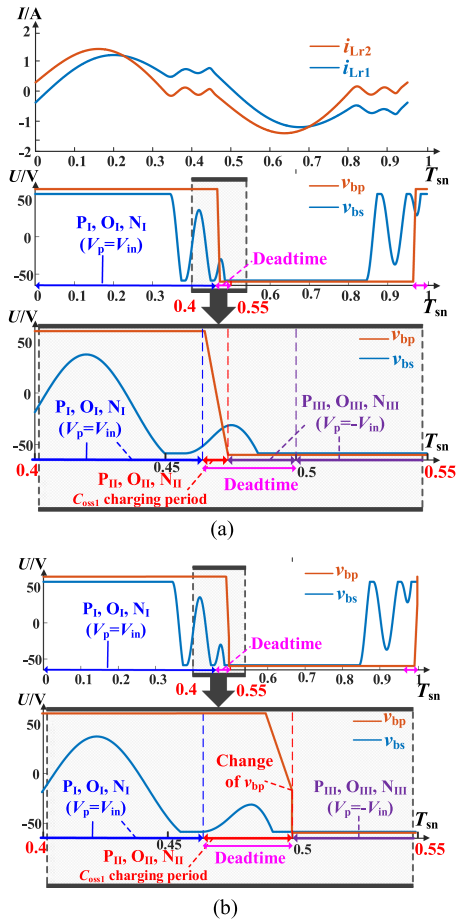 I/A
2
1
0
-1
-2
iLr2
iLr1
0 0.1 0.2 0.3 0.4 0.5 0.6 0.7 0.8 0.9 1
Tsn
U/V
50
0
-50
vbp
vbs
PI, OI, NI
(Vp=Vin)
Deadtime
0 0.1 0.2 0.3 0.4 0.55 0.6 0.7 0.8 0.9 1
Tsn
U/V
50
0
-50
vbp
vbs
PI, OI, NI
(Vp=Vin)
PIII, OIII, NIII
(Vp=-Vin)
0.4 0.45 0.5 0.55
PII, OII, NII
Deadtime
Coss1 charging period
(a)
U/V
50
0
-50
vbp
vbs
PI, OI, NI
(Vp=Vin)
Deadtime
0 0.1 0.2 0.3 0.4 0.55 0.6 0.7 0.8 0.9 1
Tsn
U/V
50
0
-50
vbp
vbs
Change
of vbp
PI, OI, NI
(Vp=Vin)
PIII, OIII, NIII
(Vp=-Vin)
0.4 0.45 0.5 0.55
PII, OII, NII
Deadtime
Coss1 charging period
(b)